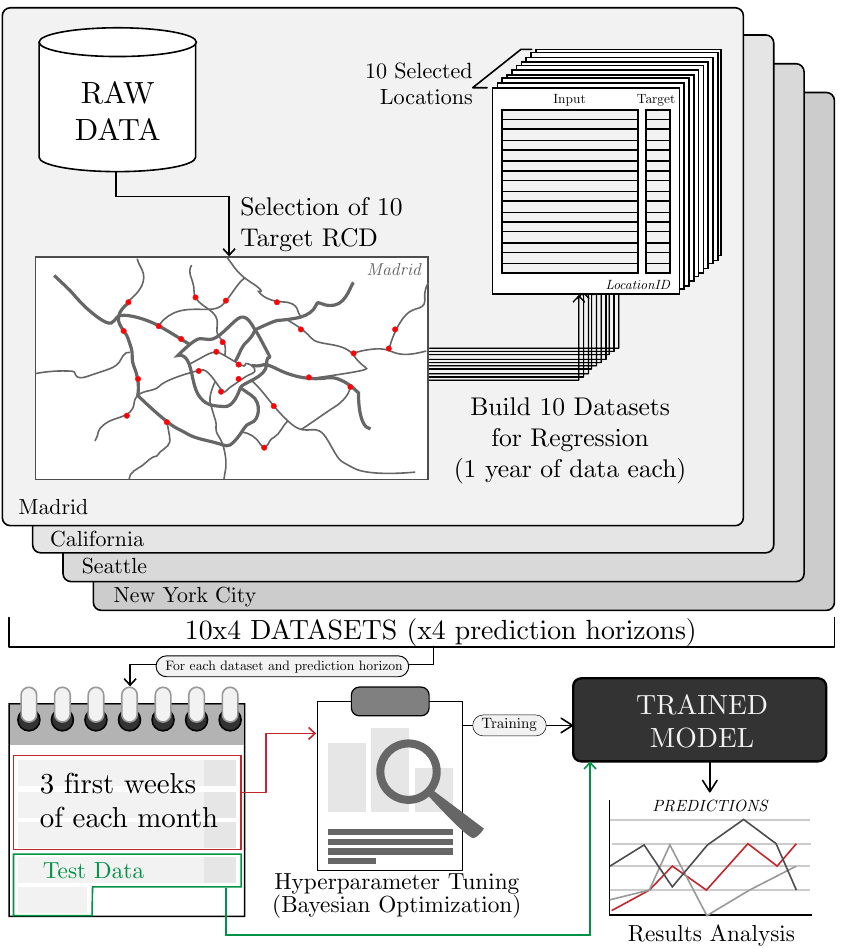 RAW
DATA
10 Selected
Locations
Input Target
LocationID
Selection of 10
Target RCD
Madrid
Build 10 Datasets
for Regression
(1 year of data each)
Madrid
California
Seattle
New York City
10x4 DATASETS (x4 prediction horizons)
For each dataset and prediction horizon
3 first weeks
of each month
Test Data
Hyperparameter Tuning
(Bayesian Optimization)
Training
TRAINED
MODEL
PREDICTIONS
Results Analysis